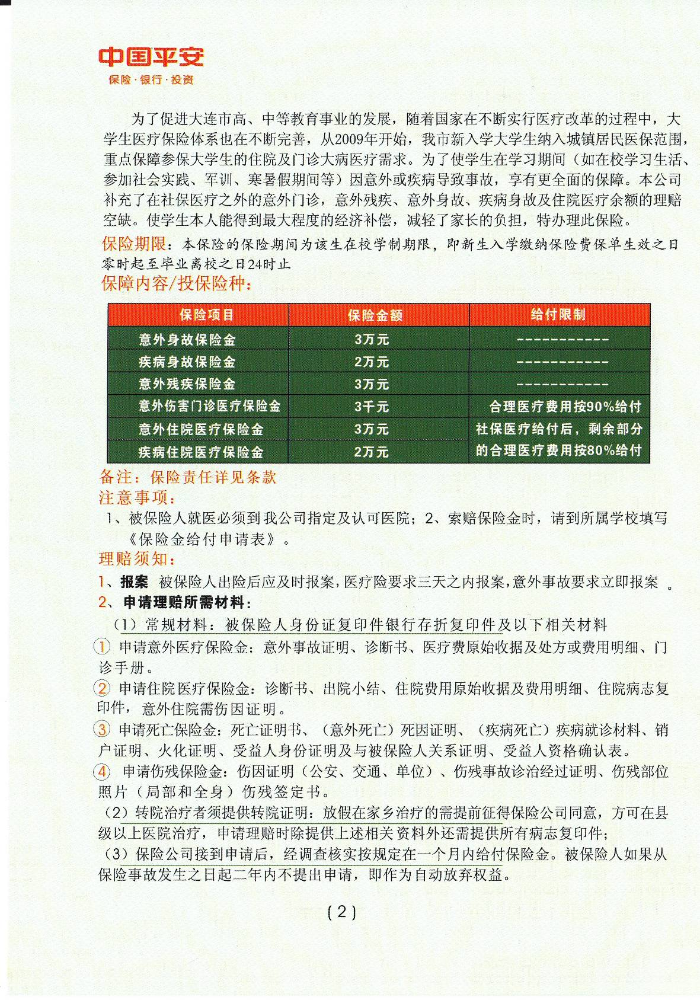 中国平安
保险·银行·投资
为了促进大连市高、中等教育事业的发展，随着国家在不断实行医疗改革的过程中，大
学生医疗保险体系也在不断完善，从2009年开始，我市新入学大学生纳入城镇居民医保范围，
重点保障参保大学生的住院及门诊大病医疗需求。为了使学生在学习期间（如在校学习生活、
参加社会实践、军训、寒暑假期间等）因意外或疾病导致事故，享有更全面的保障。本公司
补充了在社保医疗之外的意外门诊，意外残疾、意外身故、疾病身故及住院医疗余额的理赔
空缺。使学生本人能得到最大程度的经济补偿，减轻了家长的负担，特办理此保险。
保险期限：本保险的保险期间为该生在校学制期限，即新生入学缴纳保险费保单生效之日
零时起至毕业离校之日24时止
保障内容/投保险种：
保险项目 保险金额 给付限制
意外身故保险金 3万元 -----------
疾病身故保险金 2万元 -----------
意外残疾保险金 3万元 -----------
意外伤害门诊医疗保险金 3千元 合理医疗费用按90%给付
意外住院医疗保险金 3万元 社保医疗给付后，剩余部分
疾病住院医疗保险金 2万元 的合理医疗费用按80%给付
备注：保险责任详见条款
注意事项：
1、被保险人就医必须到我公司指定及认可医院；2、索赔保险金时，请到所属学校填写
《保险金给付申请表》。
理赔须知：
1、报案 被保险人出险后应及时报案，医疗险要求三天之内报案，意外事故要求立即报案。
2、申请理赔所需材料：
（1）常规材料：被保险人身份证复印件银行存折复印件及以下相关材料
① 申请意外医疗保险金：意外事故证明、诊断书、医疗费原始收据及处方或费用明细、门
诊手册。
② 申请住院医疗保险金：诊断书、出院小结、住院费用原始收据及费用明细、住院病志复
印件，意外住院需伤因证明。
③ 申请死亡保险金：死亡证明书、（意外死亡）死因证明、（疾病死亡）疾病就诊材料、销
户证明、火化证明、受益人身份证明及与被保险人关系证明、受益人资格确认表。
④ 申请伤残保险金：伤因证明（公安、交通、单位）、伤残事故诊治经过证明、伤残部位
照片（局部和全身）伤残签定书。
（2）转院治疗者须提供转院证明：放假在家乡治疗的需提前征得保险公司同意，方可在县
级以上医院治疗，申请理赔时除提供上述相关资料外还需提供所有病志复印件；
（3）保险公司接到申请后，经调查核实按规定在一个月内给付保险金。被保险人如果从
保险事故发生之日起二年内不提出申请，即作为自动放弃权益。
(2)